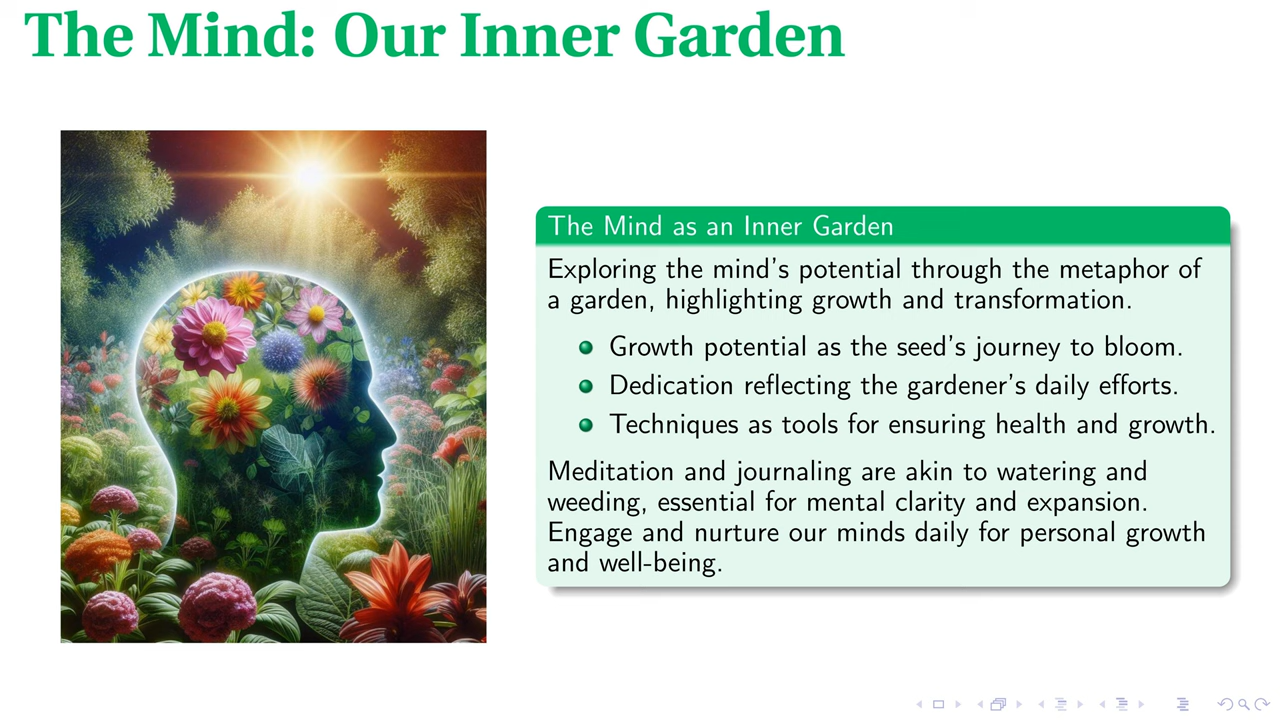 The Mind: Our Inner Garden
The Mind as an Inner Garden
Exploring the mind's potential through the metaphor of
a garden, highlighting growth and transformation.
Growth potential as the seed's journey to bloom.
Dedication reflecting the gardener's daily efforts.
Techniques as tools for ensuring health and growth.
Meditation and journaling are akin to watering and
weeding, essential for mental clarity and expansion.
Engage and nurture our minds daily for personal growth
and well-being.